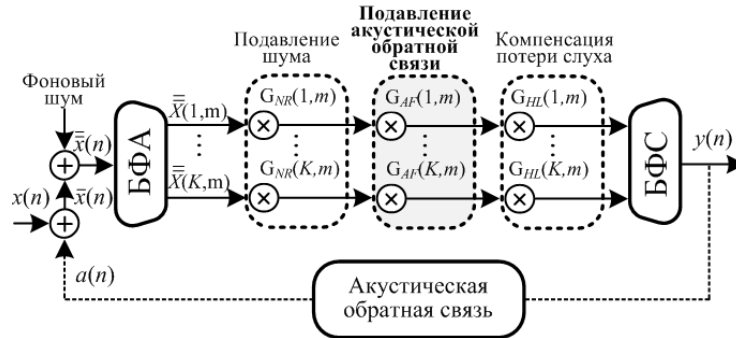 Подавление
акустической
обратной
связи
Подавление
шума
Компенсация
потери слуха
Фоновый
шум
x̿(n)
x(n)
x̄(n)
a(n)
БФА
X̿(1,m)
⋮
X̿(K,m)
G_NR(1,m)
⋮
G_NR(K,m)
G_AF(1,m)
⋮
G_AF(K,m)
G_HL(1,m)
⋮
G_HL(K,m)
БФС
y(n)
Акустическая
обратная связь